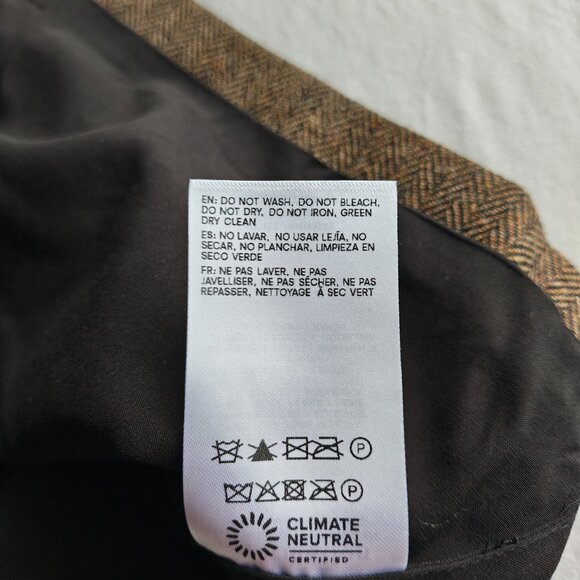 EN: DO NOT WASH, DO NOT BLEACH,
DO NOT DRY, DO NOT IRON, GREEN
DRY CLEAN
ES: NO LAVAR, NO USAR LEJÍA, NO
SECAR, NO PLANCHAR, LIMPIEZA EN
SECO VERDE
FR: NE PAS LAVER, NE PAS
JAVELLISER, NE PAS SÉCHER, NE PAS
REPASSER, NETTOYAGE À SEC VERT
P
P
CLIMATE
NEUTRAL
CERTIFIED